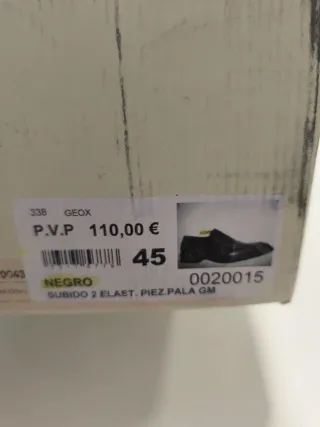 338 GEOX
P.V.P 110,00 €
45
NEGRO
0020015
SUBIDO 2 ELAST. PIEZ.PALA GM